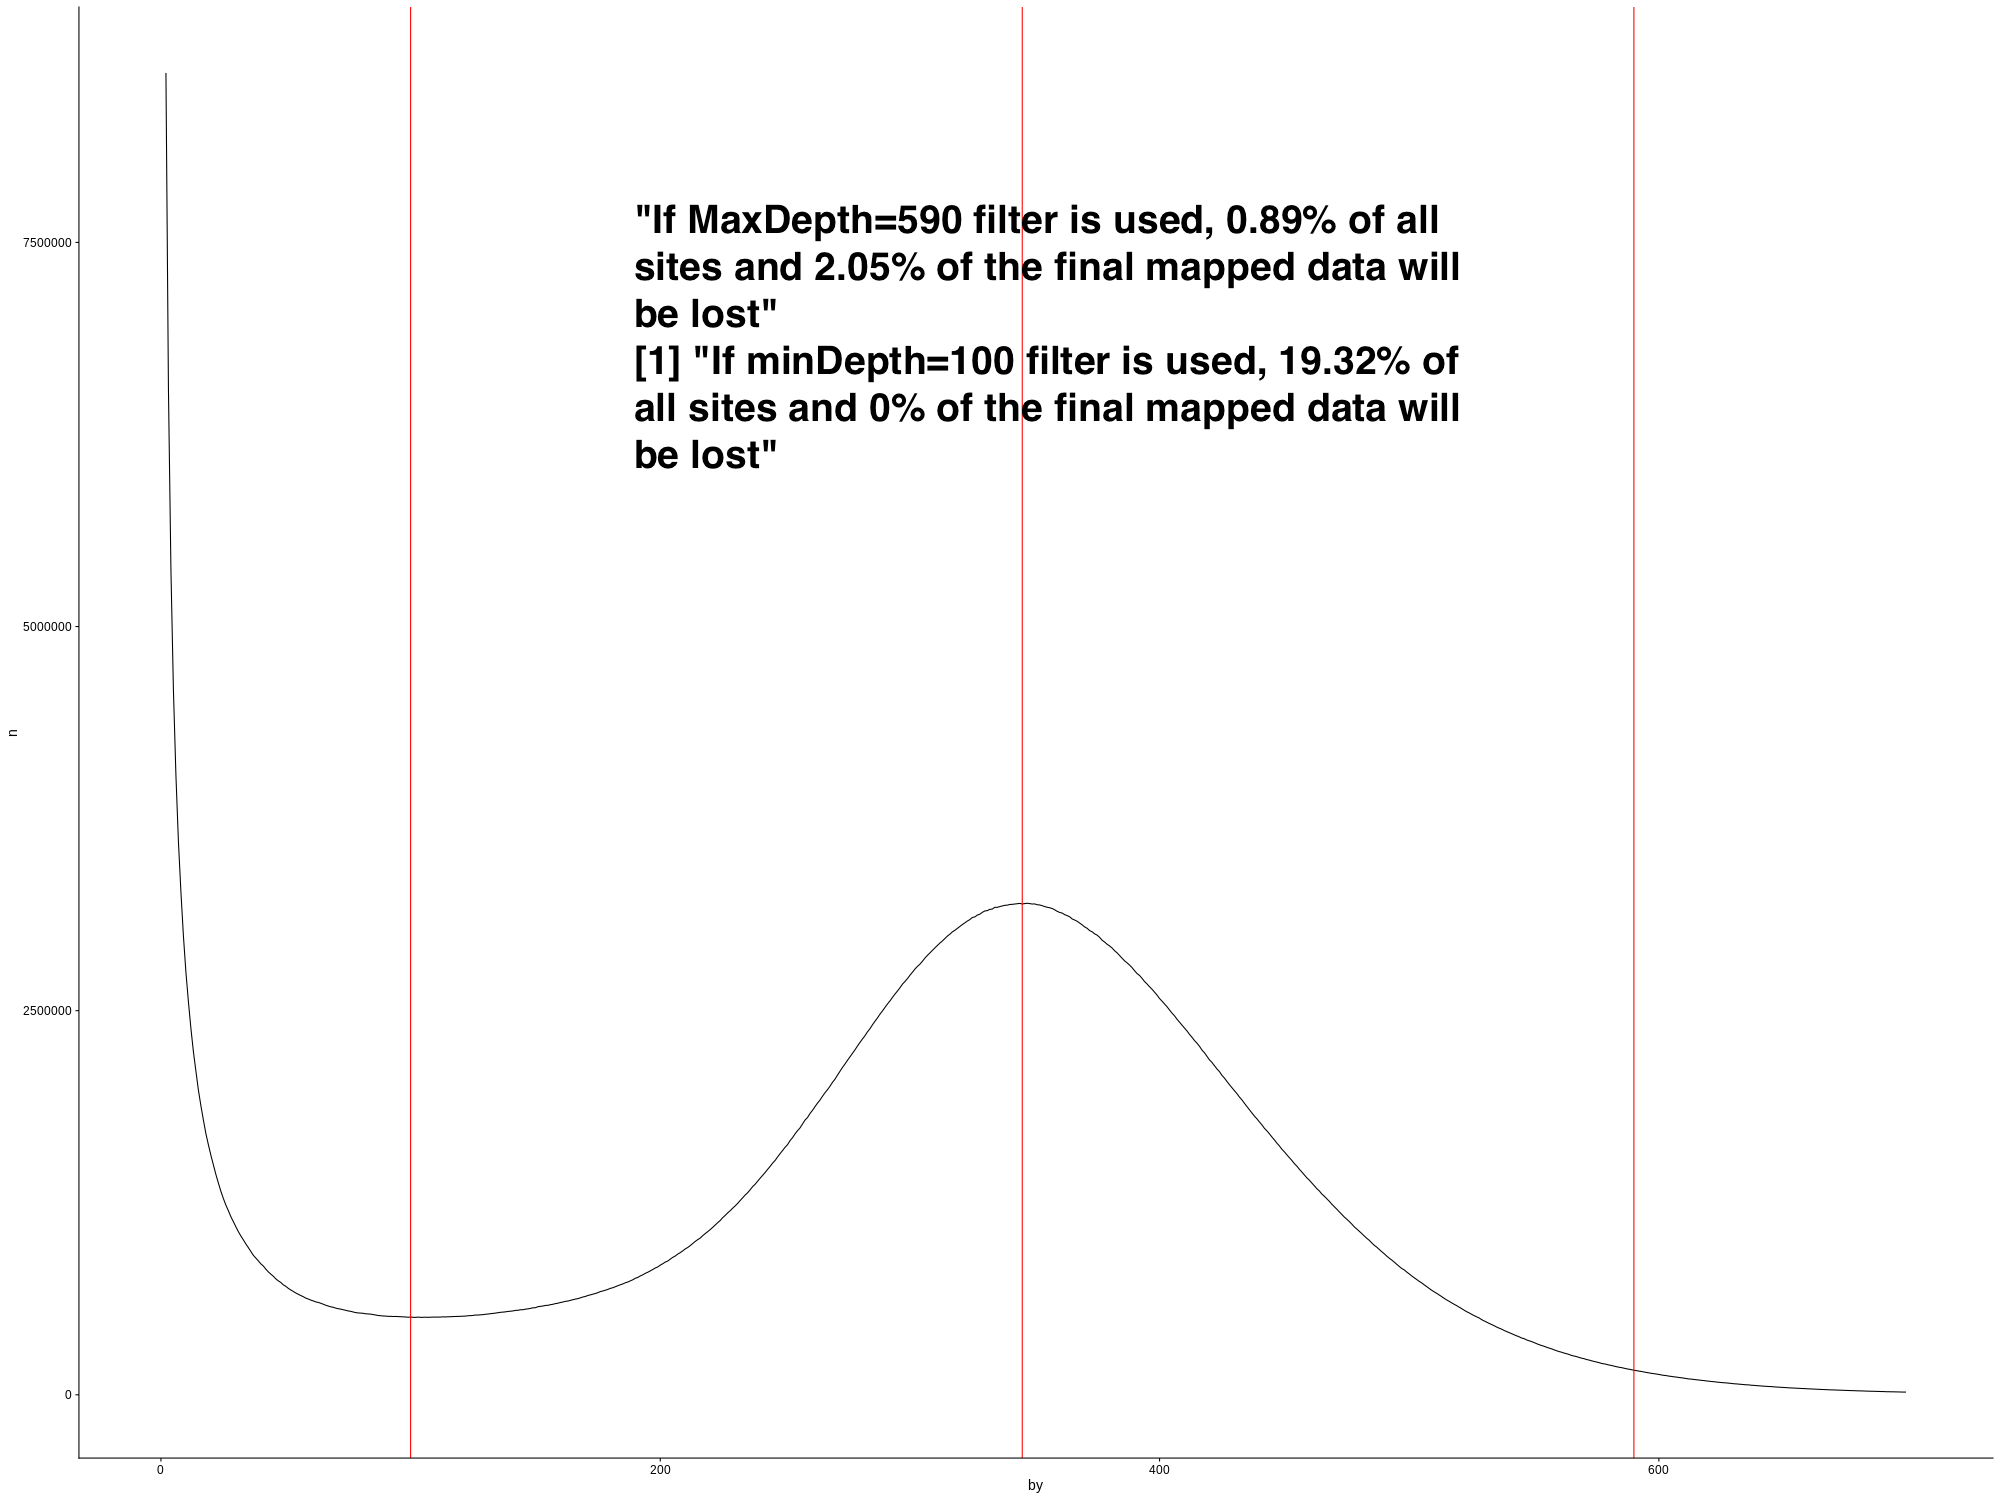 "If MaxDepth=590 filter is used, 0.89% of all
sites and 2.05% of the final mapped data will
be lost"
[1] "If minDepth=100 filter is used, 19.32% of
all sites and 0% of the final mapped data will
be lost"
7500000
5000000
n
2500000
0
0 200 400 600
by